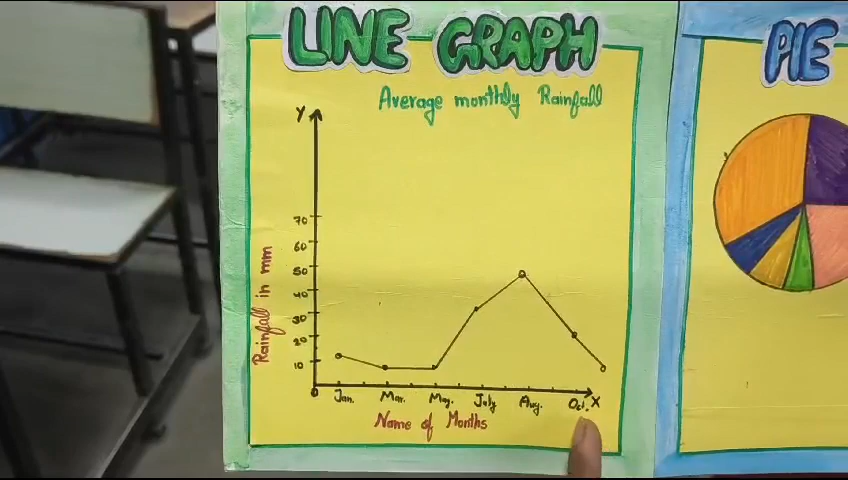 LINE GRAPH
PIE
Average monthly Rainfall
Y
70
60
50
40
30
20
10
0
Rainfall in mm
Jan. Mar. May. July Aug. Oct. X
Name of Months